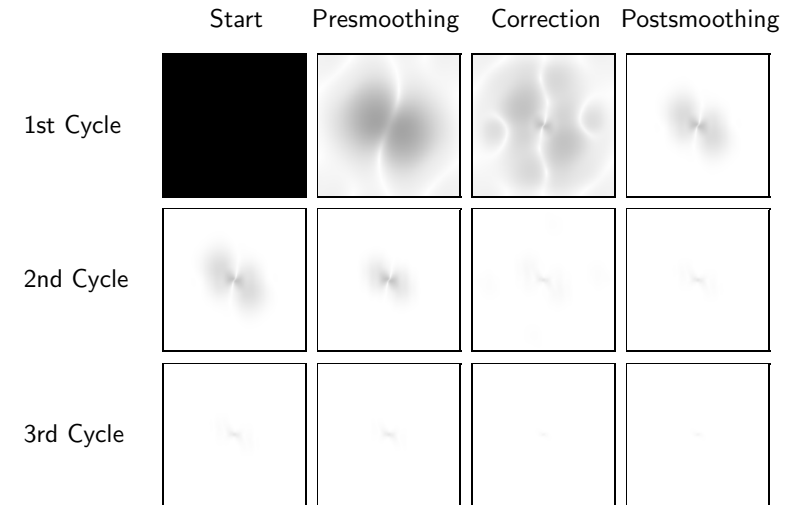 Start Presmoothing Correction Postsmoothing
1st Cycle
2nd Cycle
3rd Cycle